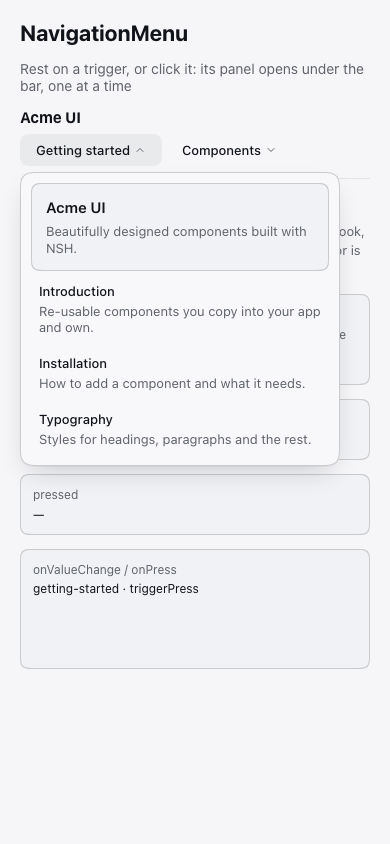 NavigationMenu
Rest on a trigger, or click it: its panel opens under the
bar, one at a time
Acme UI
Getting started
Components
Acme UI
Beautifully designed components built with
NSH.
Introduction
Re-usable components you copy into your app
and own.
Installation
How to add a component and what it needs.
Typography
Styles for headings, paragraphs and the rest.
pressed
—
onValueChange / onPress
getting-started · triggerPress